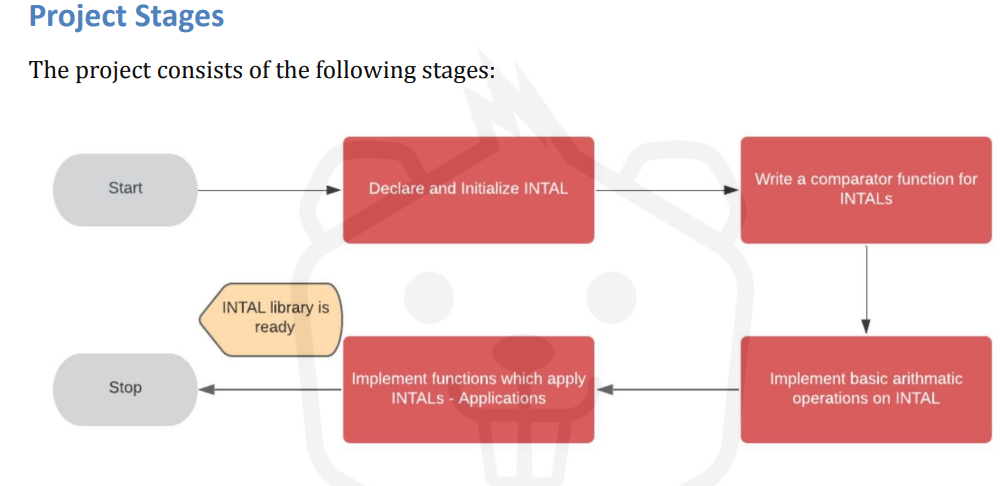 Project Stages
The project consists of the following stages:
Start
Declare and Initialize INTAL
Write a comparator function for
INTALs
Implement basic arithmatic
operations on INTAL
Implement functions which apply
INTALs - Applications
INTAL library is
ready
Stop